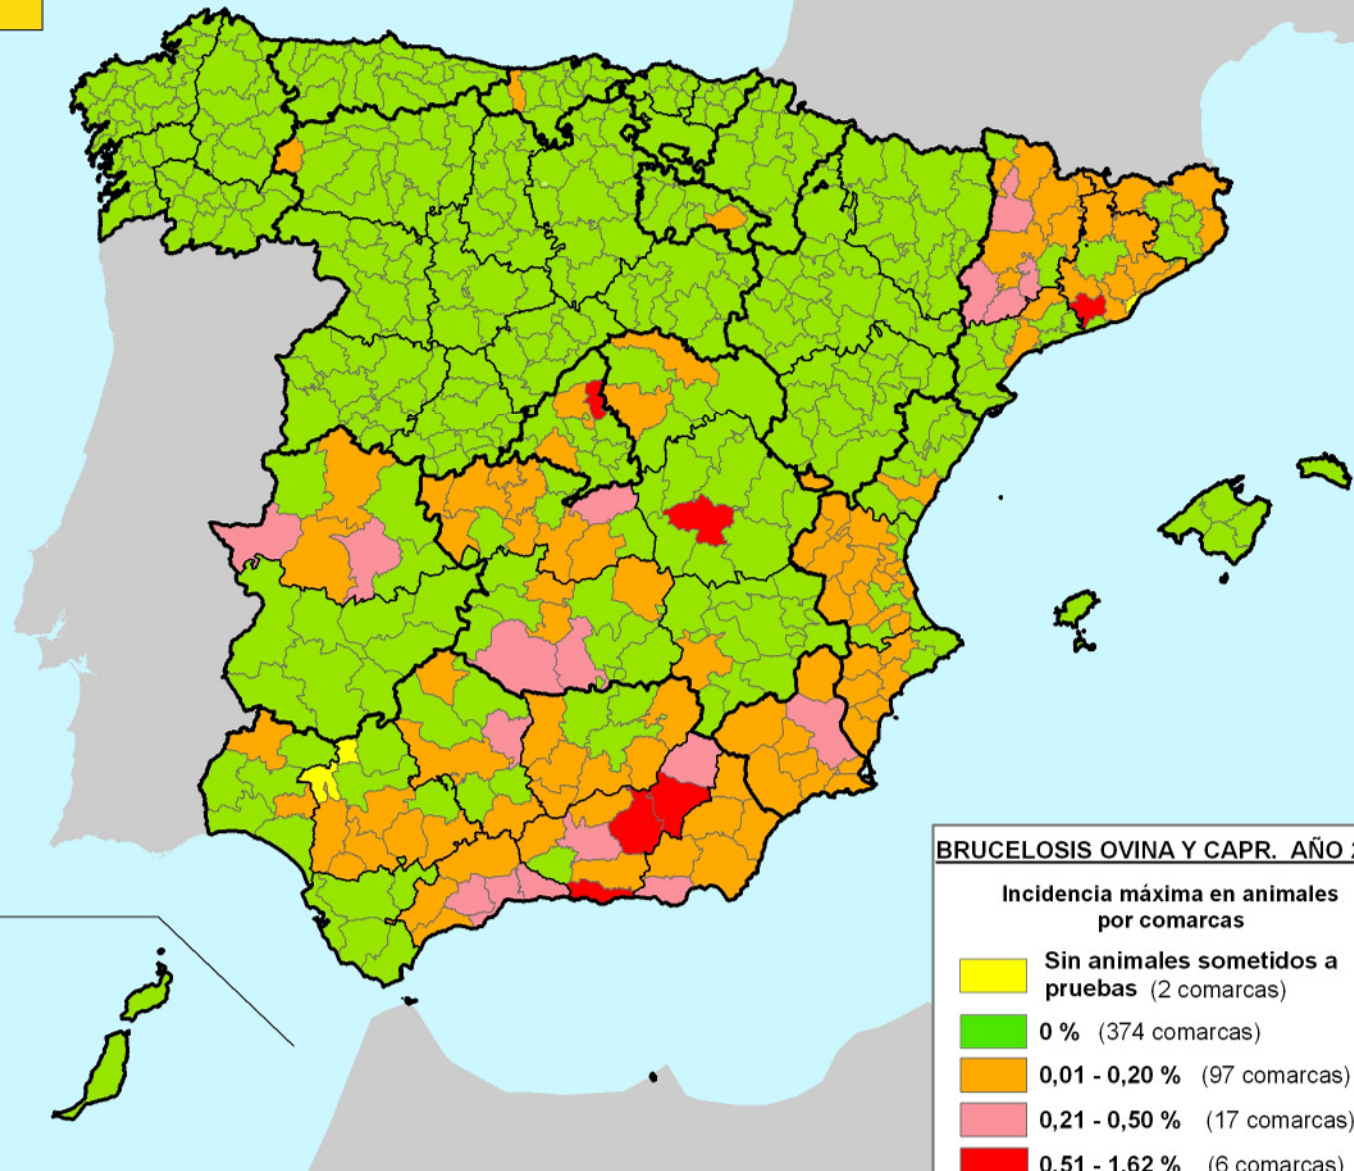 BRUCELOSIS OVINA Y CAPR. AÑO
Incidencia máxima en animales
por comarcas
Sin animales sometidos a
pruebas (2 comarcas)
0 % (374 comarcas)
0,01 - 0,20 % (97 comarcas)
0,21 - 0,50 % (17 comarcas)
0,51 - 1,62 % (6 comarcas)